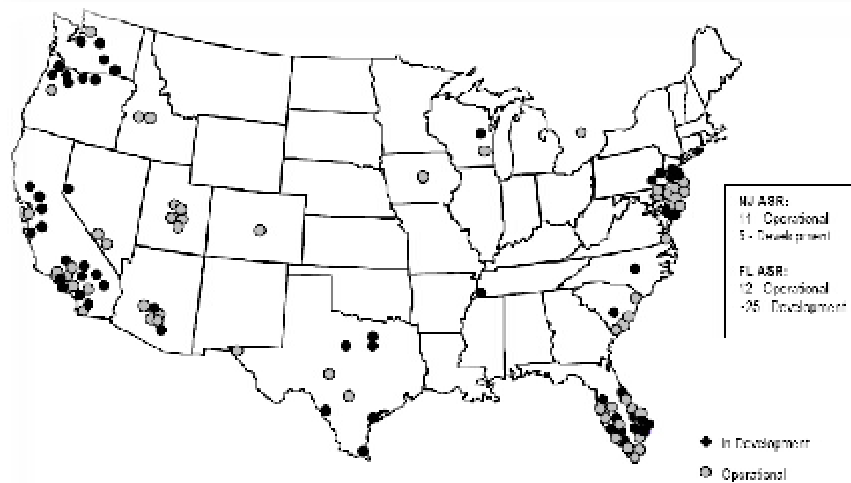 NJ ASR:
11 - Operational
5 - Development
FL ASR:
12 - Operational
~25 - Development
In Development
Operational